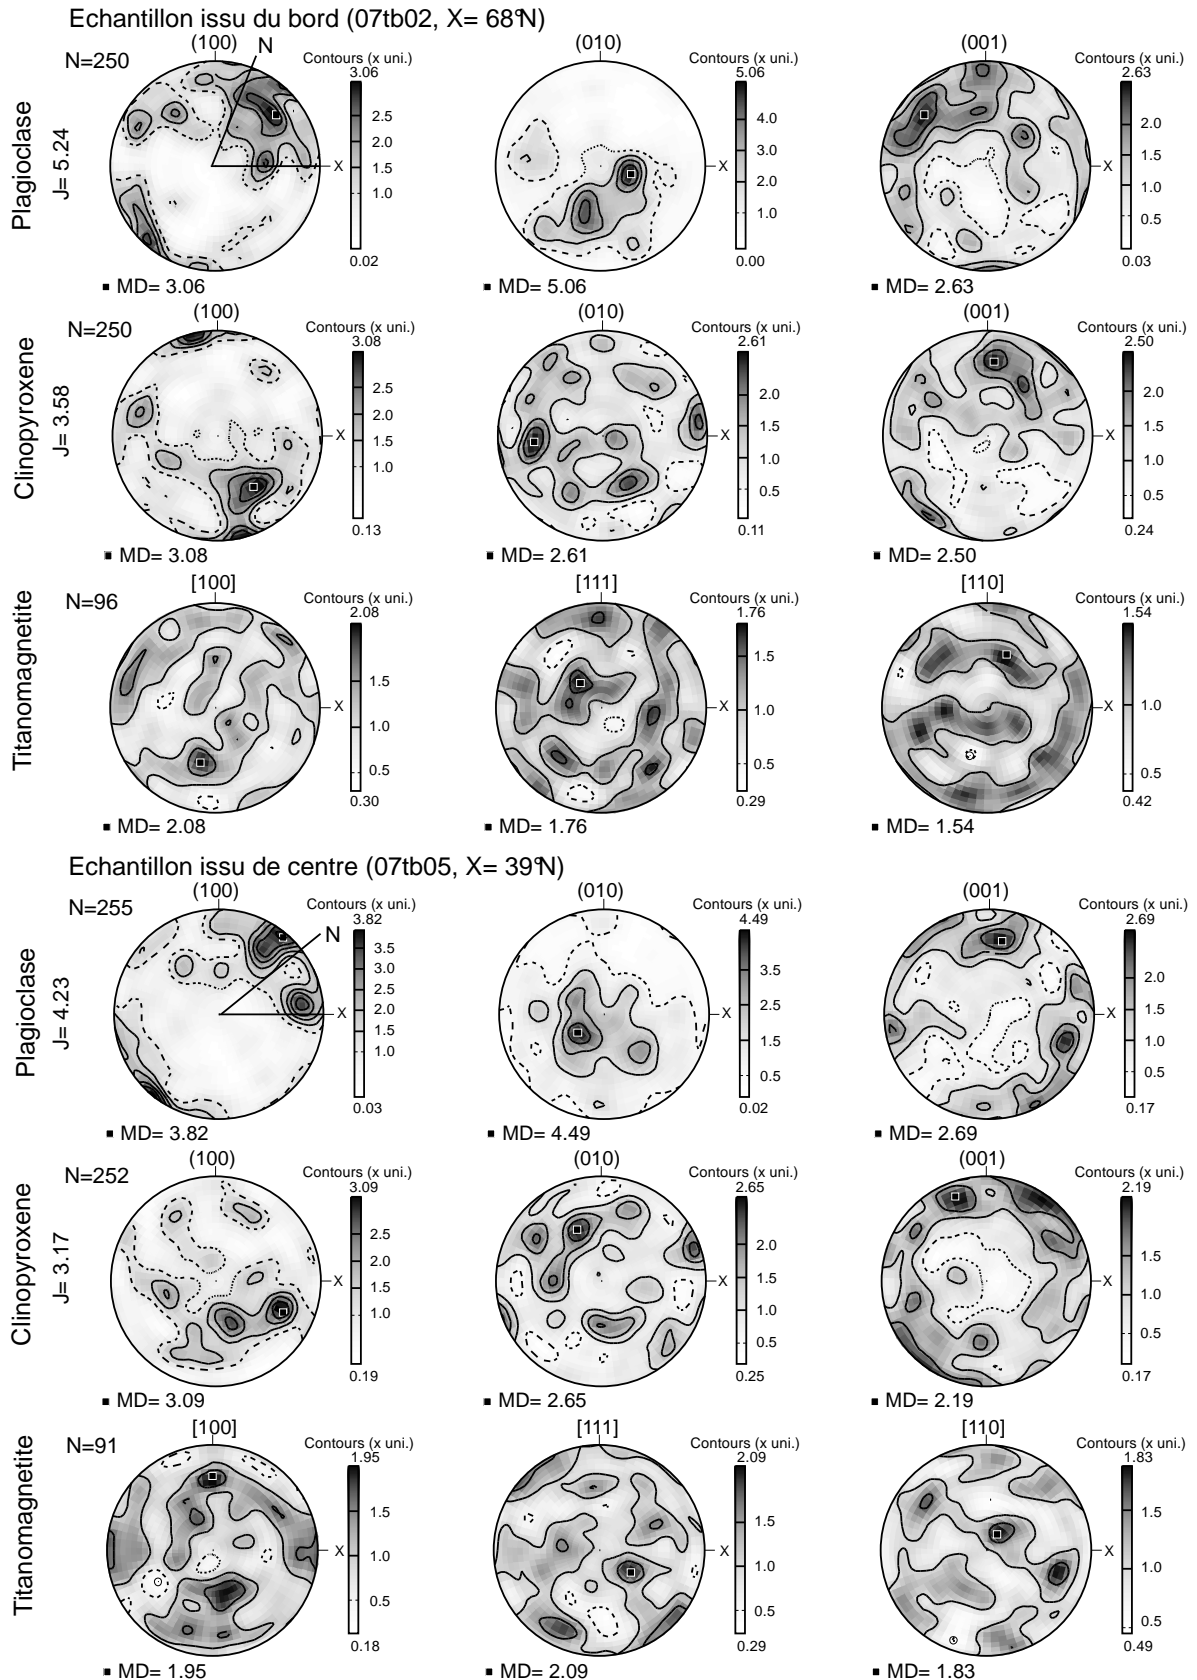 Echantillon issu du bord (07tb02, X= 68°N)
Plagioclase
J= 5.24
N=250
(100)
N
X
Contours (x uni.)
3.06
2.5
2.0
1.5
1.0
0.02
MD= 3.06
(010)
X
Contours (x uni.)
5.06
4.0
3.0
2.0
1.0
0.00
MD= 5.06
(001)
X
Contours (x uni.)
2.63
2.0
1.5
1.0
0.5
0.03
MD= 2.63
Clinopyroxene
J= 3.58
N=250
(100)
X
Contours (x uni.)
3.08
2.5
2.0
1.5
1.0
0.13
MD= 3.08
(010)
X
Contours (x uni.)
2.61
2.0
1.5
1.0
0.5
0.11
MD= 2.61
(001)
X
Contours (x uni.)
2.50
2.0
1.5
1.0
0.5
0.24
MD= 2.50
Titanomagnetite
N=96
[100]
X
Contours (x uni.)
2.08
1.5
1.0
0.5
0.30
MD= 2.08
[111]
X
Contours (x uni.)
1.76
1.5
1.0
0.5
0.29
MD= 1.76
[110]
X
Contours (x uni.)
1.54
1.0
0.5
0.42
MD= 1.54
Echantillon issu de centre (07tb05, X= 39°N)
Plagioclase
J= 4.23
N=255
(100)
N
X
Contours (x uni.)
3.82
3.5
3.0
2.5
2.0
1.5
1.0
0.03
MD= 3.82
(010)
X
Contours (x uni.)
4.49
3.5
2.5
1.5
0.5
0.02
MD= 4.49
(001)
X
Contours (x uni.)
2.69
2.0
1.5
1.0
0.5
0.17
MD= 2.69
Clinopyroxene
J= 3.17
N=252
(100)
X
Contours (x uni.)
3.09
2.5
2.0
1.5
1.0
0.19
MD= 3.09
(010)
X
Contours (x uni.)
2.65
2.0
1.5
1.0
0.5
0.25
MD= 2.65
(001)
X
Contours (x uni.)
2.19
1.5
1.0
0.5
0.17
MD= 2.19
Titanomagnetite
N=91
[100]
X
Contours (x uni.)
1.95
1.5
1.0
0.5
0.18
MD= 1.95
[111]
X
Contours (x uni.)
2.09
1.5
1.0
0.5
0.29
MD= 2.09
[110]
X
Contours (x uni.)
1.83
1.5
1.0
0.5
0.49
MD= 1.83